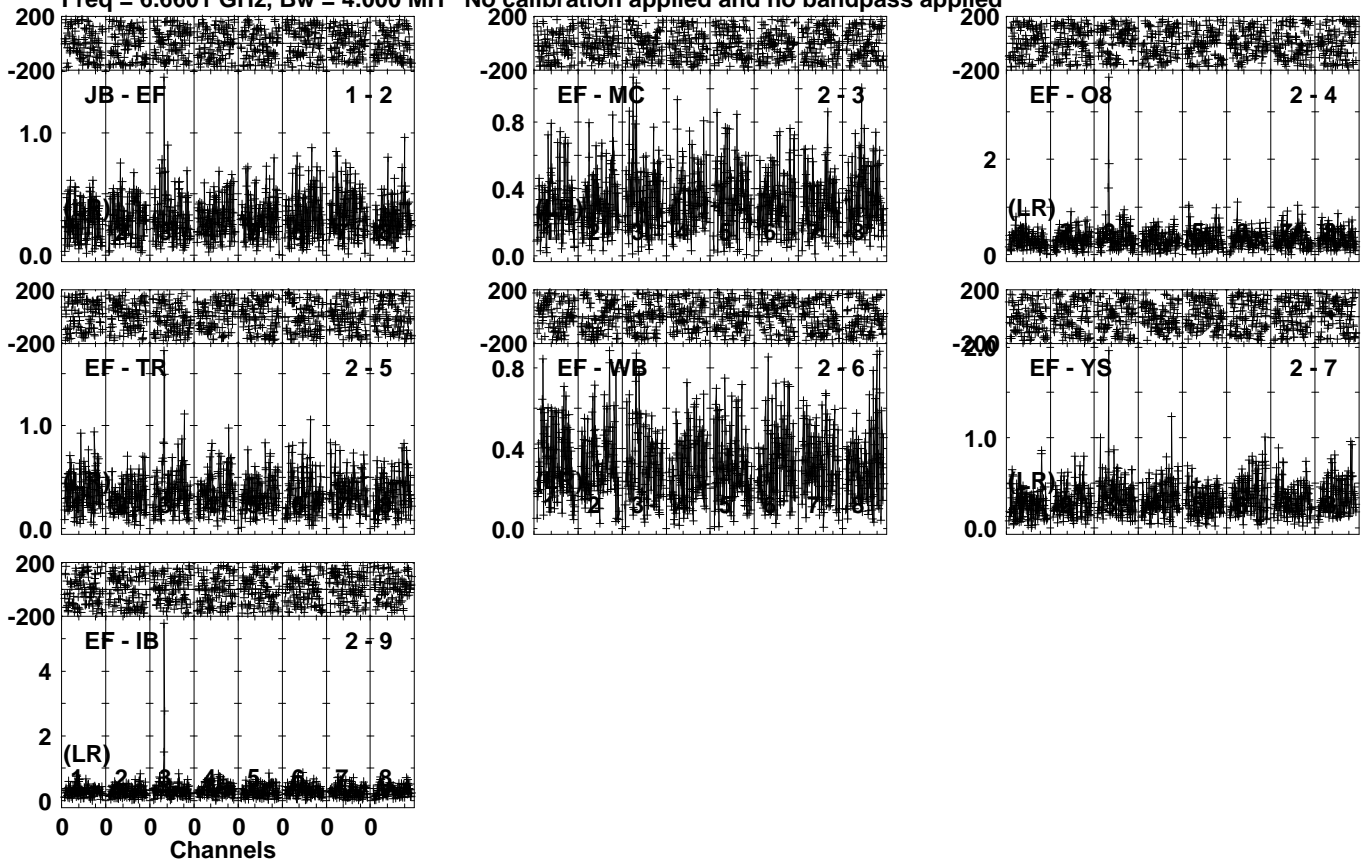 Freq = 6.6601 GHz, Bw = 4.000 MH No calibration applied and no bandpass applied
200 200 200
-200 -200 -200
JB - EF 1 - 2 EF - MC 2 - 3 EF - O8 2 - 4
1.0 0.8 2
0.4
(LR)
0.0 0.0 0
200 200 200
-200 -200 -200
2.0
EF - TR 2 - 5 EF - WB 2 - 6 EF - YS 2 - 7
1.0 0.8 1.0
0.4 (LR)
0.0 0.0 0.0
200
-200
EF - IB 2 - 9
4
2
(LR)
1 2 3 4 5 6 7 8
0
0 0 0 0 0 0 0 0
Channels